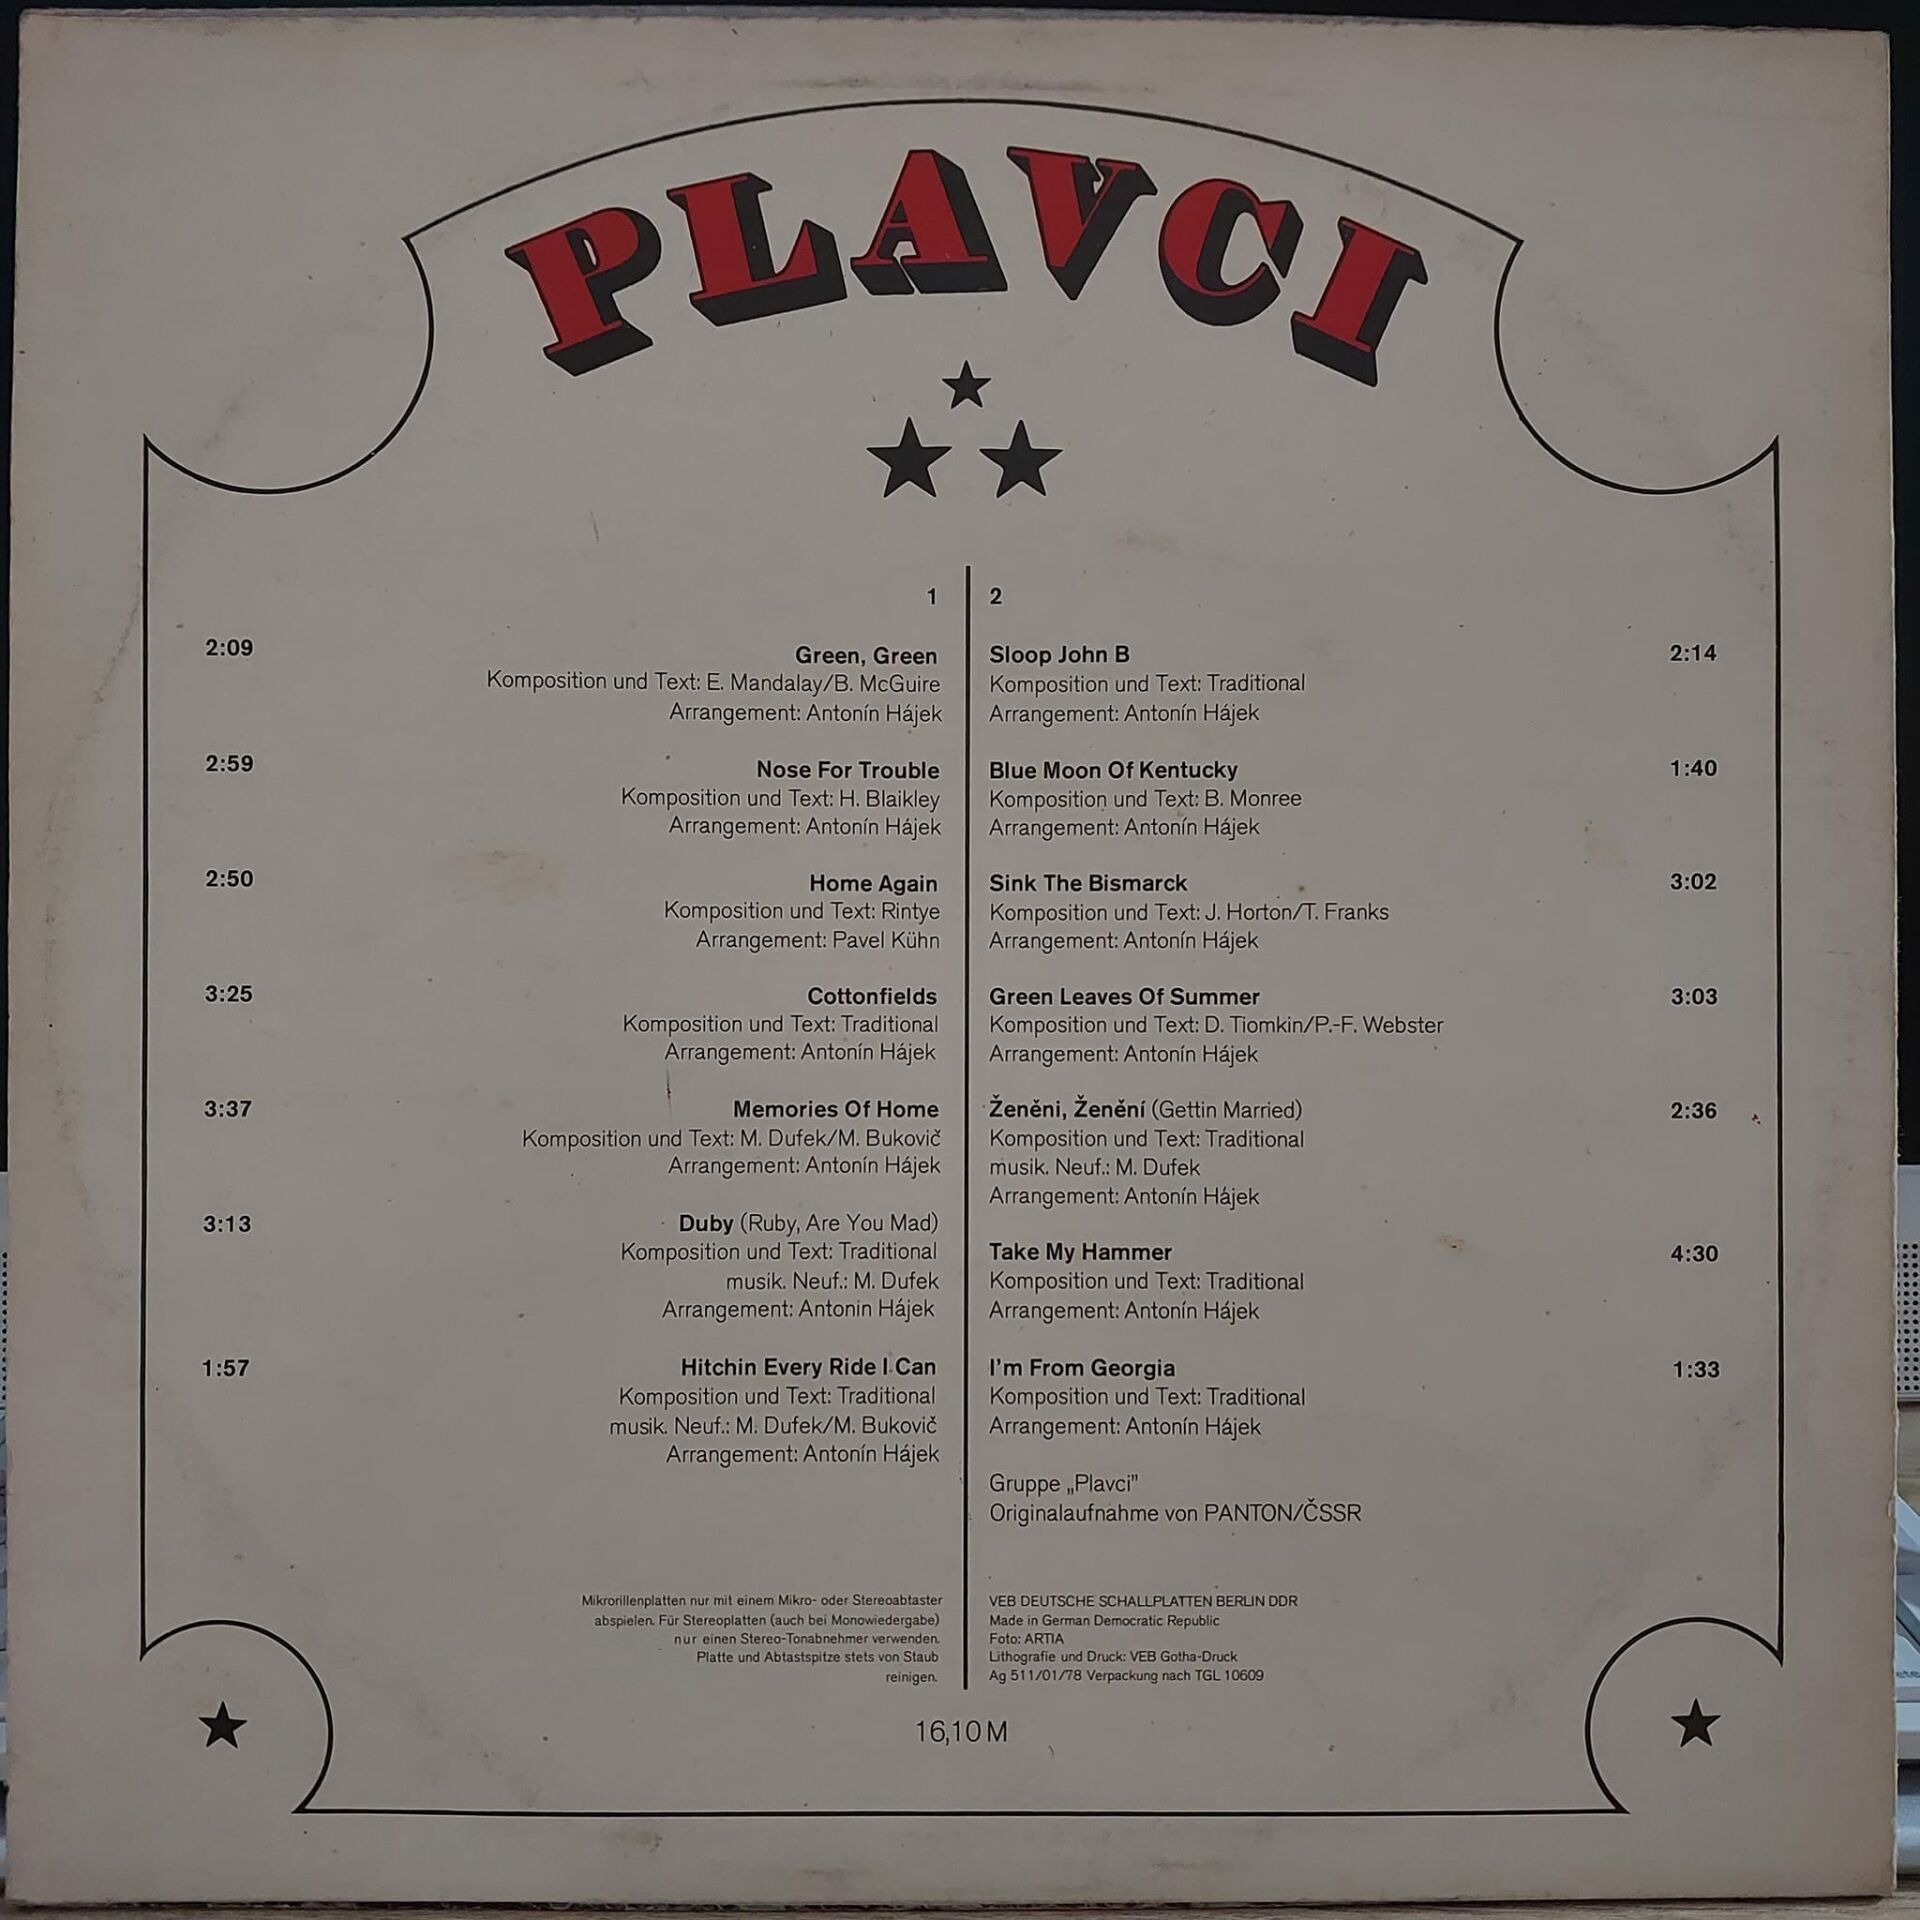 PLAVCI
1
2:09
Green, Green
Komposition und Text: E. Mandalay/B. McGuire
Arrangement: Antonín Hájek
2:59
Nose For Trouble
Komposition und Text: H. Blaikley
Arrangement: Antonín Hájek
2:50
Home Again
Komposition und Text: Rintye
Arrangement: Pavel Kühn
3:25
Cottonfields
Komposition und Text: Traditional
Arrangement: Antonín Hájek
3:37
Memories Of Home
Komposition und Text: M. Dufek/M. Bukovič
Arrangement: Antonín Hájek
3:13
Duby (Ruby, Are You Mad)
Komposition und Text: Traditional
musik. Neuf.: M. Dufek
Arrangement: Antonin Hájek
1:57
Hitchin Every Ride I Can
Komposition und Text: Traditional
musik. Neuf.: M. Dufek/M. Bukovič
Arrangement: Antonín Hájek
Mikrorillenplatten nur mit einem Mikro- oder Stereoabtaster
abspielen. Für Stereoplatten (auch bei Monowiedergabe)
nur einen Stereo-Tonabnehmer verwenden.
Platte und Abtastspitze stets von Staub
reinigen.
2
Sloop John B
2:14
Komposition und Text: Traditional
Arrangement: Antonín Hájek
Blue Moon Of Kentucky
1:40
Komposition und Text: B. Monree
Arrangement: Antonín Hájek
Sink The Bismarck
3:02
Komposition und Text: J. Horton/T. Franks
Arrangement: Antonín Hájek
Green Leaves Of Summer
3:03
Komposition und Text: D. Tiomkin/P.-F. Webster
Arrangement: Antonín Hájek
Ženěni, Ženění (Gettin Married)
2:36
Komposition und Text: Traditional
musik. Neuf.: M. Dufek
Arrangement: Antonín Hájek
Take My Hammer
4:30
Komposition und Text: Traditional
Arrangement: Antonín Hájek
I'm From Georgia
1:33
Komposition und Text: Traditional
Arrangement: Antonín Hájek
Gruppe „Plavci”
Originalaufnahme von PANTON/ČSSR
VEB DEUTSCHE SCHALLPLATTEN BERLIN DDR
Made in German Democratic Republic
Foto: ARTIA
Lithografie und Druck: VEB Gotha-Druck
Ag 511/01/78 Verpackung nach TGL 10609
16,10 M